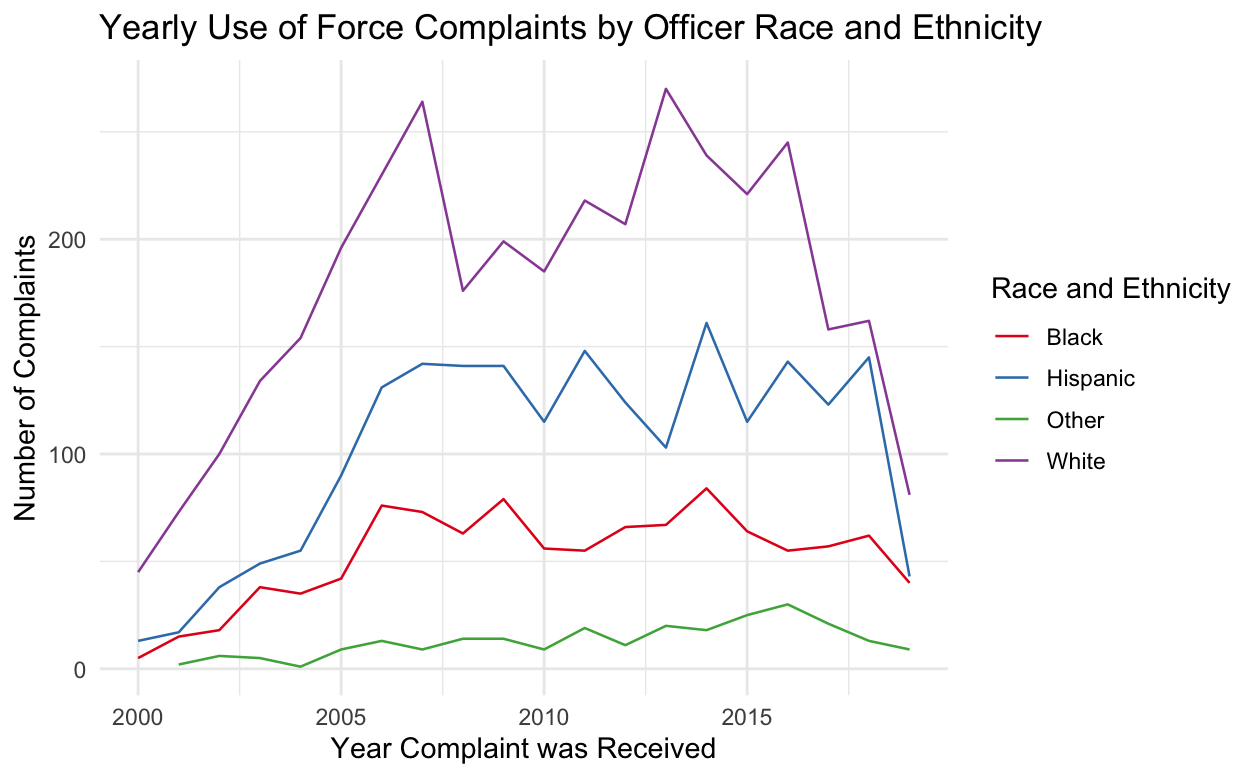 Yearly Use of Force Complaints by Officer Race and Ethnicity
Number of Complaints
200
100
0
2000 2005 2010 2015
Year Complaint was Received
Race and Ethnicity
Black
Hispanic
Other
White